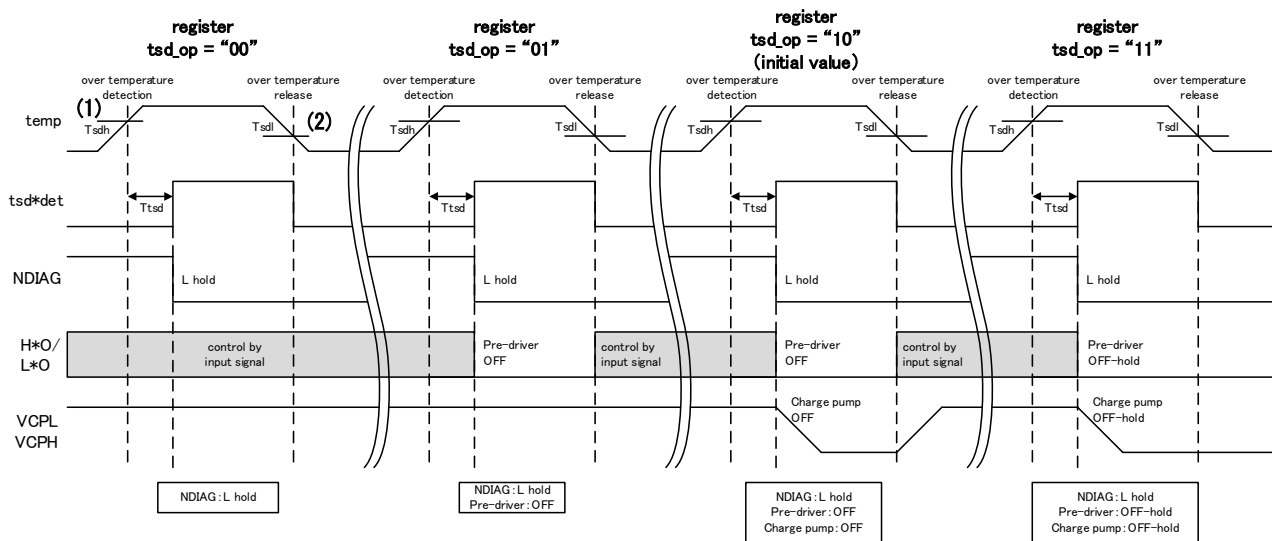 register
tsd_op = “00”
register
tsd_op = “01”
register
tsd_op = “10”
(initial value)
register
tsd_op = “11”
over temperature
detection
over temperature
release
over temperature
detection
over temperature
release
over temperature
detection
over temperature
release
over temperature
detection
over temperature
release
temp
(1)
Tsdh
Tsdl
(2)
Tsdh
Tsdl
Tsdh
Tsdl
Tsdh
Tsdl
tsd*det
Ttsd
Ttsd
Ttsd
Ttsd
NDIAG
L hold
L hold
L hold
L hold
H*O/
L*O
control by
input signal
Pre-driver
OFF
control by
input signal
Pre-driver
OFF
control by
input signal
Pre-driver
OFF-hold
VCPL
VCPH
Charge pump
OFF
Charge pump
OFF-hold
NDIAG:L hold
NDIAG:L hold
Pre-driver:OFF
NDIAG:L hold
Pre-driver:OFF
Charge pump:OFF
NDIAG:L hold
Pre-driver:OFF-hold
Charge pump:OFF-hold